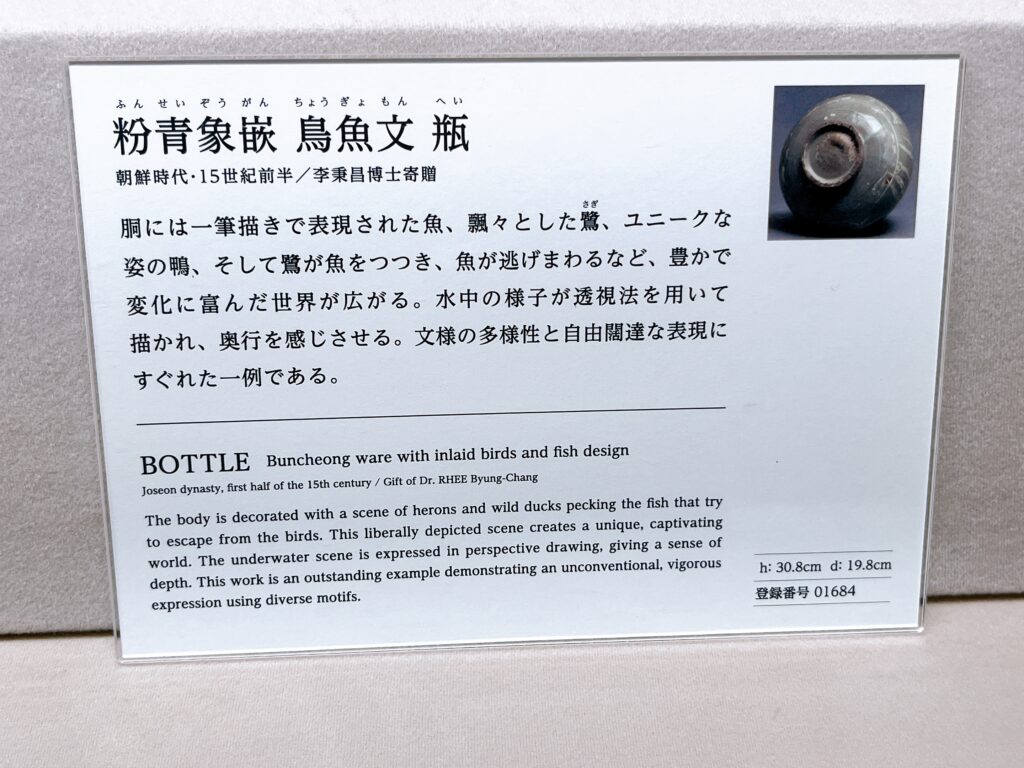 ふんせいぞうがん ちょうぎょもん へい
粉青象嵌 鳥魚文 瓶
朝鮮時代・15世紀前半／李秉昌博士寄贈
さぎ
胴には一筆描きで表現された魚、飄々とした鷺、ユニークな
姿の鴨、そして鷺が魚をつつき、魚が逃げまわるなど、豊かで
変化に富んだ世界が広がる。水中の様子が透視法を用いて
描かれ、奥行を感じさせる。文様の多様性と自由闊達な表現に
すぐれた一例である。
BOTTLE Buncheong ware with inlaid birds and fish design
Joseon dynasty, first half of the 15th century / Gift of Dr. RHEE Byung-Chang
The body is decorated with a scene of herons and wild ducks pecking the fish that try
to escape from the birds. This liberally depicted scene creates a unique, captivating
world. The underwater scene is expressed in perspective drawing, giving a sense of
depth. This work is an outstanding example demonstrating an unconventional, vigorous
expression using diverse motifs.
h: 30.8cm d: 19.8cm
登録番号 01684